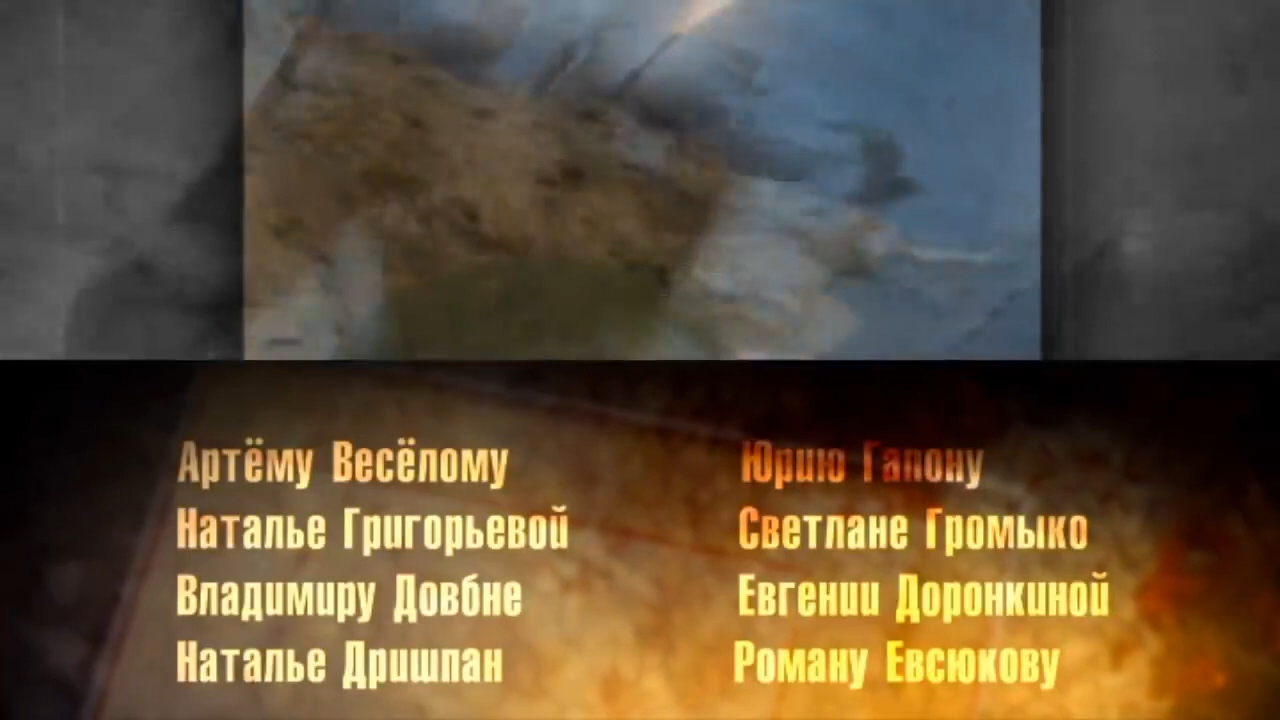 Артёму Весёлому
Юрию Гапону
Наталье Григорьевой
Светлане Громыко
Владимиру Довбне
Евгении Доронкиной
Наталье Дришпан
Роману Евсюкову